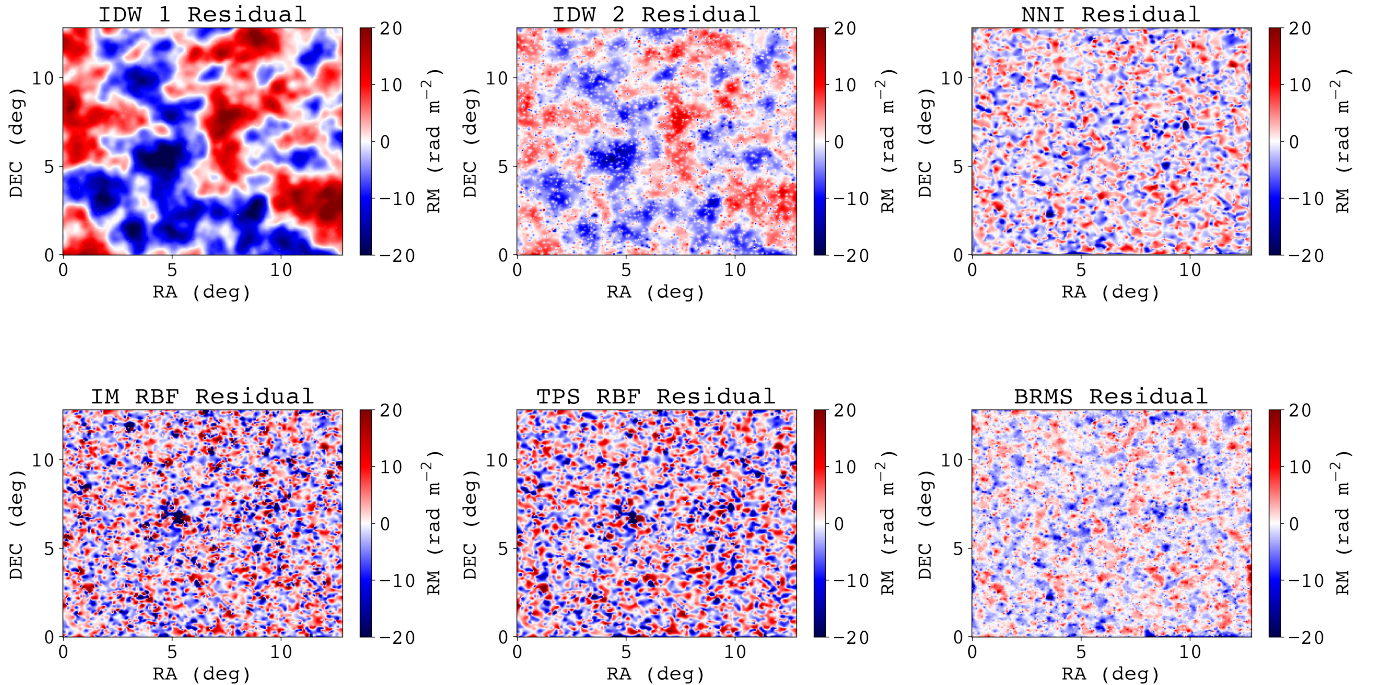 IDW 1 Residual
IDW 2 Residual
NNI Residual
DEC (deg)
10
5
0
0
5
10
RA (deg)
20
10
0
−10
−20
RM (rad m−2)
DEC (deg)
10
5
0
0
5
10
RA (deg)
20
10
0
−10
−20
RM (rad m−2)
DEC (deg)
10
5
0
0
5
10
RA (deg)
20
10
0
−10
−20
RM (rad m−2)
IM RBF Residual
TPS RBF Residual
BRMS Residual
DEC (deg)
10
5
0
0
5
10
RA (deg)
20
10
0
−10
−20
RM (rad m−2)
DEC (deg)
10
5
0
0
5
10
RA (deg)
20
10
0
−10
−20
RM (rad m−2)
DEC (deg)
10
5
0
0
5
10
RA (deg)
20
10
0
−10
−20
RM (rad m−2)